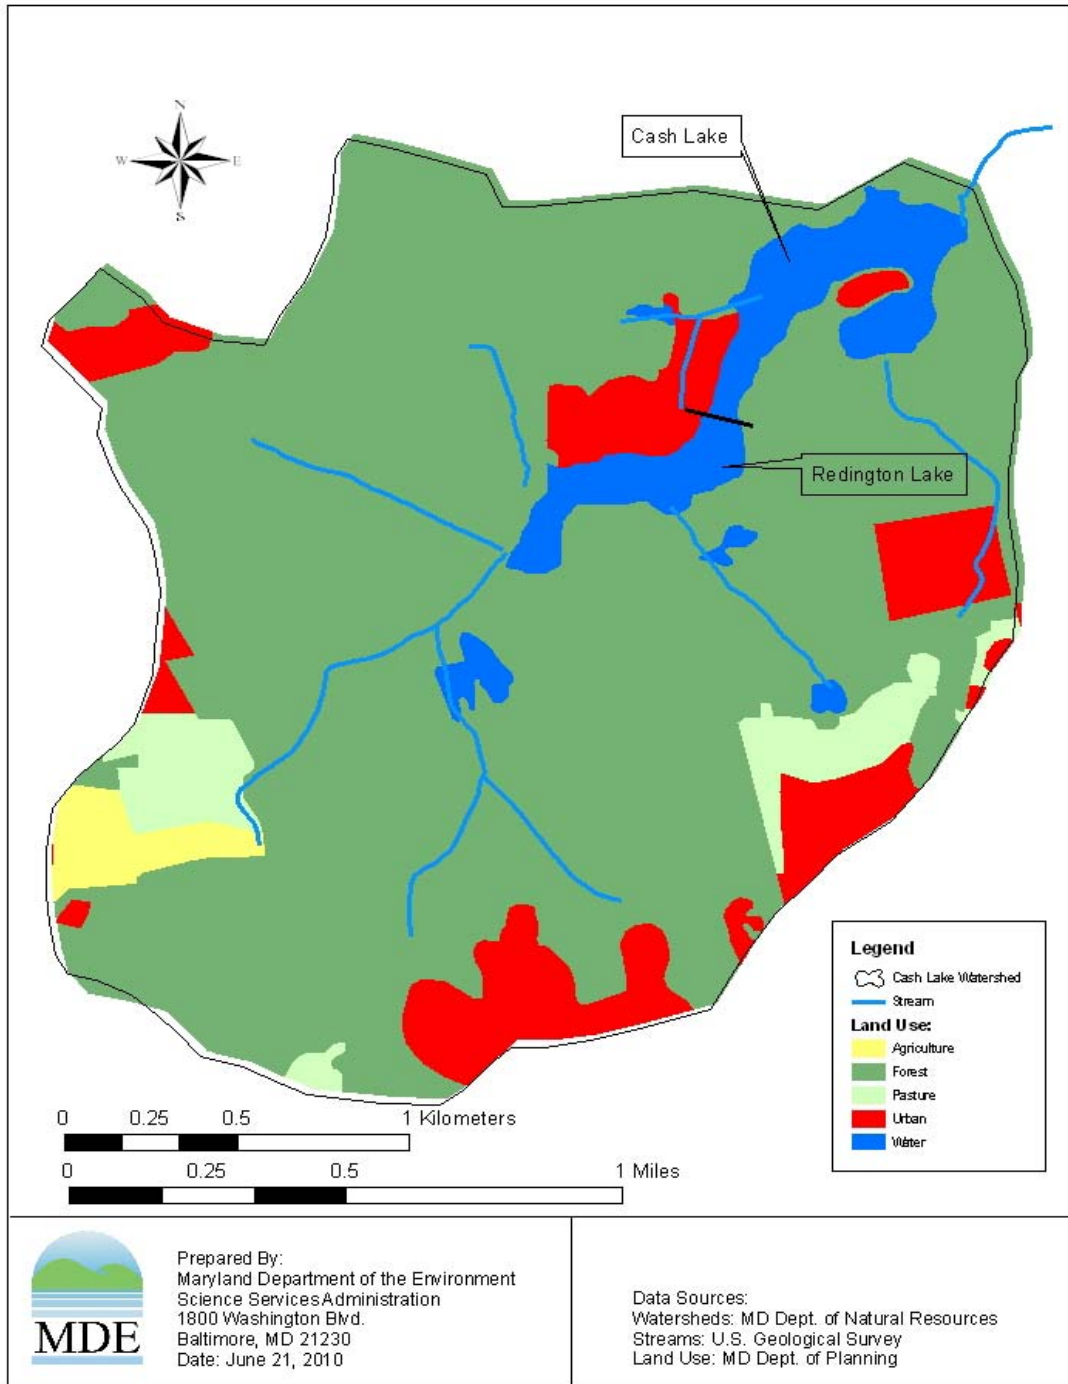 N
W E
S
Cash Lake
Redington Lake
Legend
Cash Lake Watershed
Stream
Land Use:
Agriculture
Forest
Pasture
Urban
Water
0 0.25 0.5 1 Kilometers
0 0.25 0.5 1 Miles
MDE
Prepared By:
Maryland Department of the Environment
Science Services Administration
1800 Washington Blvd.
Baltimore, MD 21230
Date: June 21, 2010
Data Sources:
Watersheds: MD Dept. of Natural Resources
Streams: U.S. Geological Survey
Land Use: MD Dept. of Planning